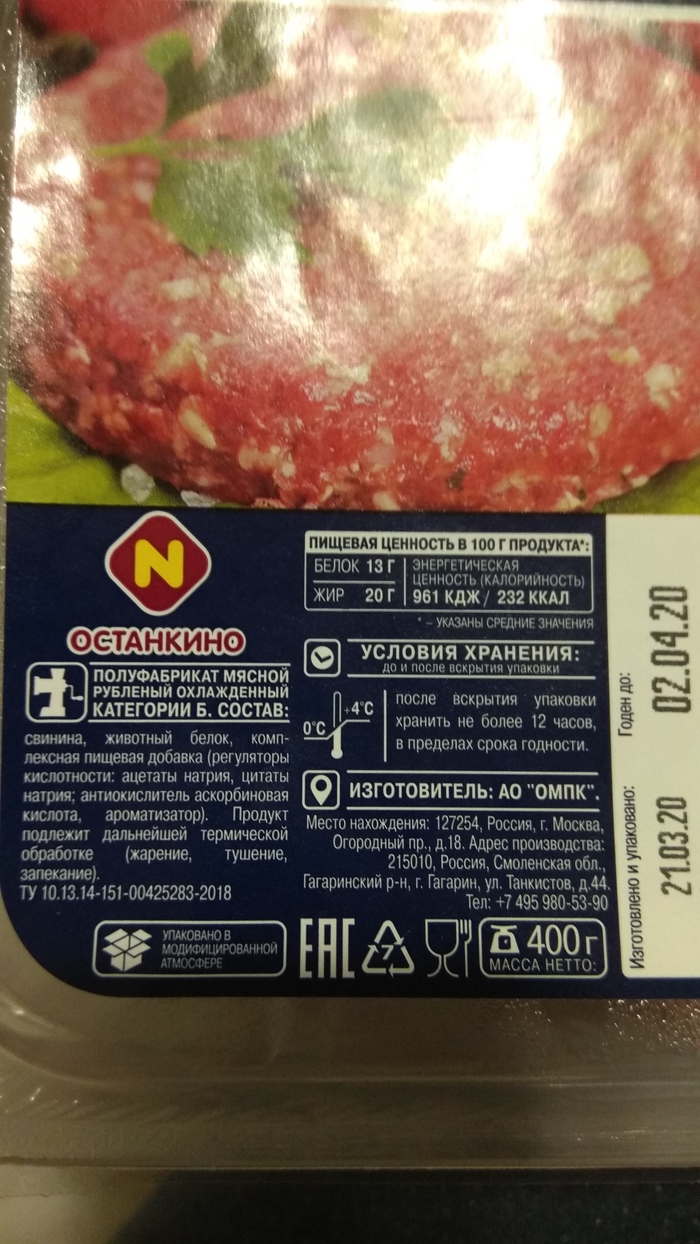 N
ОСТАНКИНО
ПОЛУФАБРИКАТ МЯСНОЙ
РУБЛЕНЫЙ ОХЛАЖДЕННЫЙ
КАТЕГОРИИ Б. СОСТАВ:
свинина, животный белок, комп-
лексная пищевая добавка (регуляторы
кислотности: ацетаты натрия, цитаты
натрия; антиокислитель аскорбиновая
кислота, ароматизатор). Продукт
подлежит дальнейшей термической
обработке (жарение, тушение,
запекание).
ТУ 10.13.14-151-00425283-2018
УПАКОВАНО В
МОДИФИЦИРОВАННОЙ
АТМОСФЕРЕ
ПИЩЕВАЯ ЦЕННОСТЬ В 100 Г ПРОДУКТА*:
БЕЛОК 13 Г
ЖИР 20 Г
ЭНЕРГЕТИЧЕСКАЯ
ЦЕННОСТЬ (КАЛОРИЙНОСТЬ)
961 КДЖ / 232 ККАЛ
* – УКАЗАНЫ СРЕДНИЕ ЗНАЧЕНИЯ
УСЛОВИЯ ХРАНЕНИЯ:
ДО И ПОСЛЕ ВСКРЫТИЯ УПАКОВКИ
0°C +4°C
после вскрытия упаковки
хранить не более 12 часов,
в пределах срока годности.
ИЗГОТОВИТЕЛЬ: АО "ОМПК".
Место нахождения: 127254, Россия, г. Москва,
Огородный пр., д.18. Адрес производства:
215010, Россия, Смоленская обл.,
Гагаринский р-н, г. Гагарин, ул. Танкистов, д.44.
Тел: +7 495 980-53-90
EAC
7
400 г
МАССА НЕТТО:
Изготовлено и упаковано: Годен до:
21.03.20 02.04.20